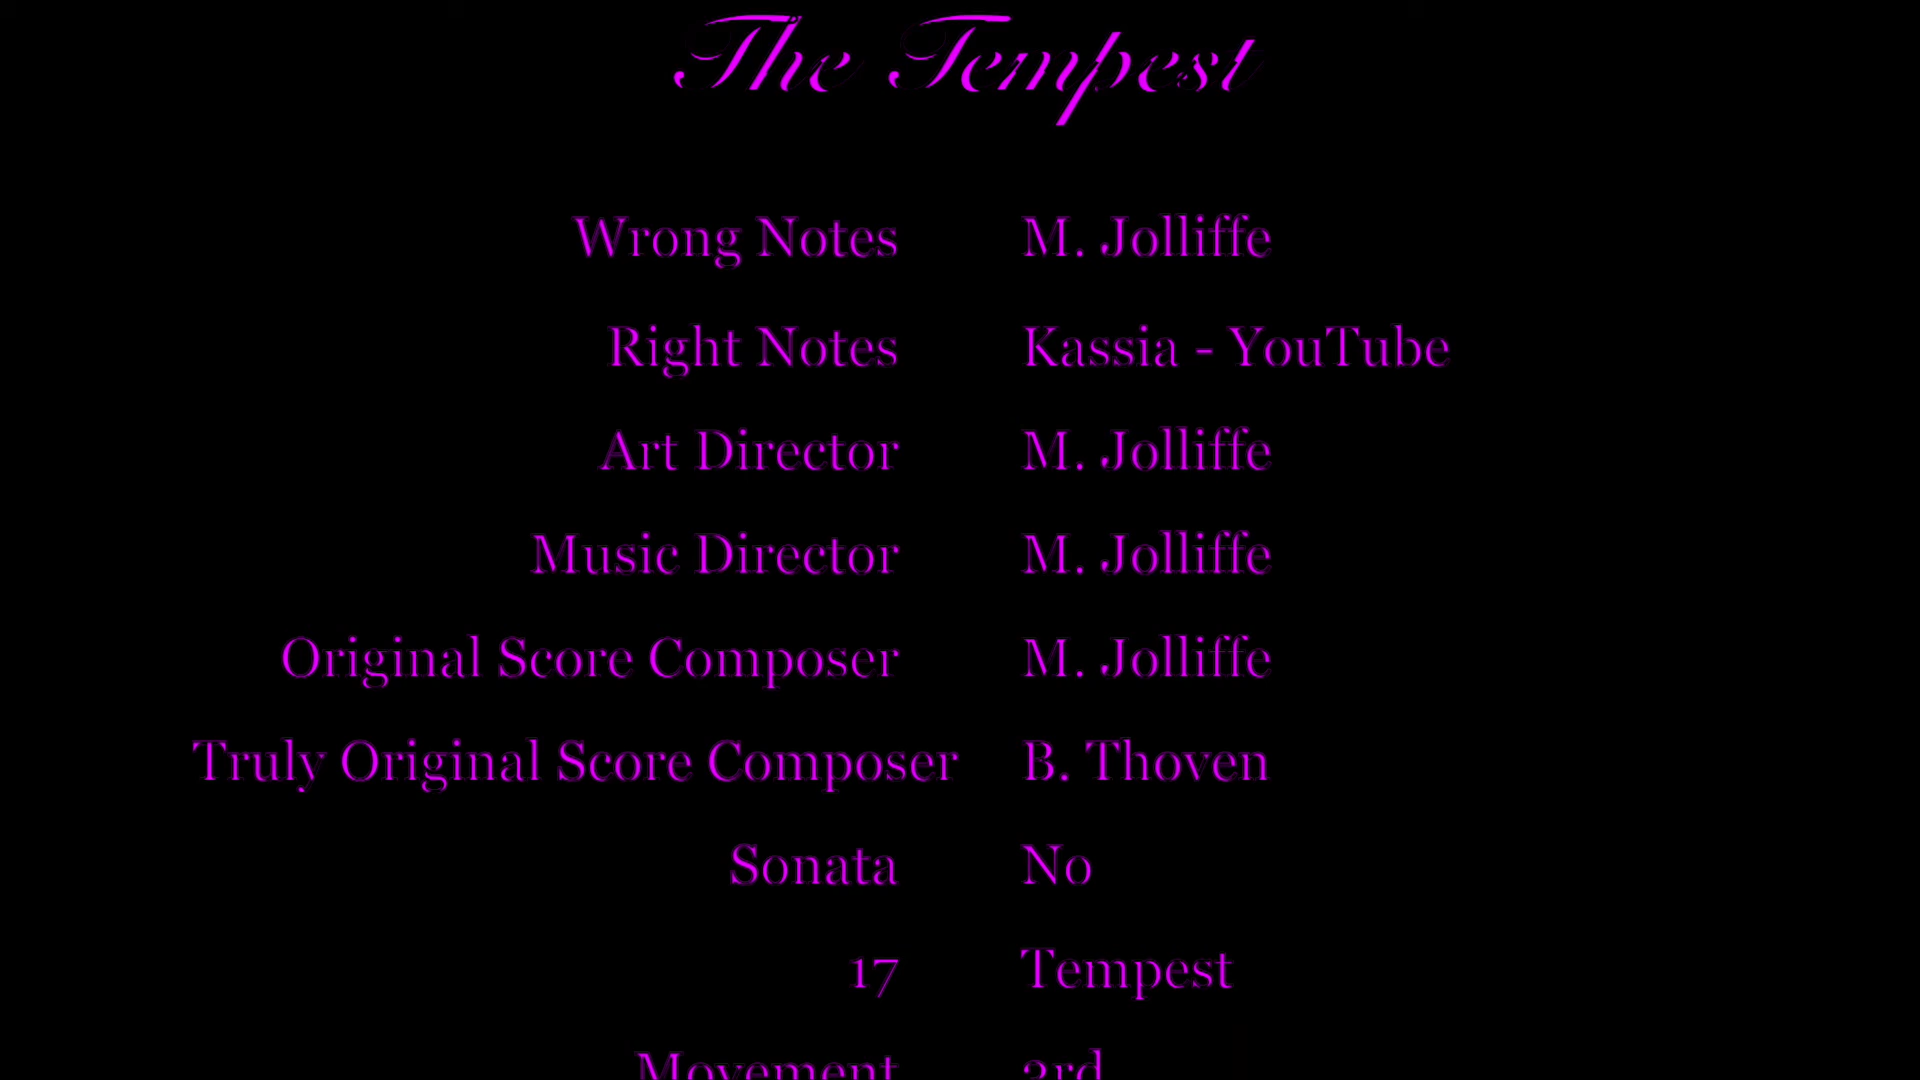 The Tempest
Wrong Notes M. Jolliffe
Right Notes Kassia - YouTube
Art Director M. Jolliffe
Music Director M. Jolliffe
Original Score Composer M. Jolliffe
Truly Original Score Composer B. Thoven
Sonata No
17 Tempest
Movement 3rd